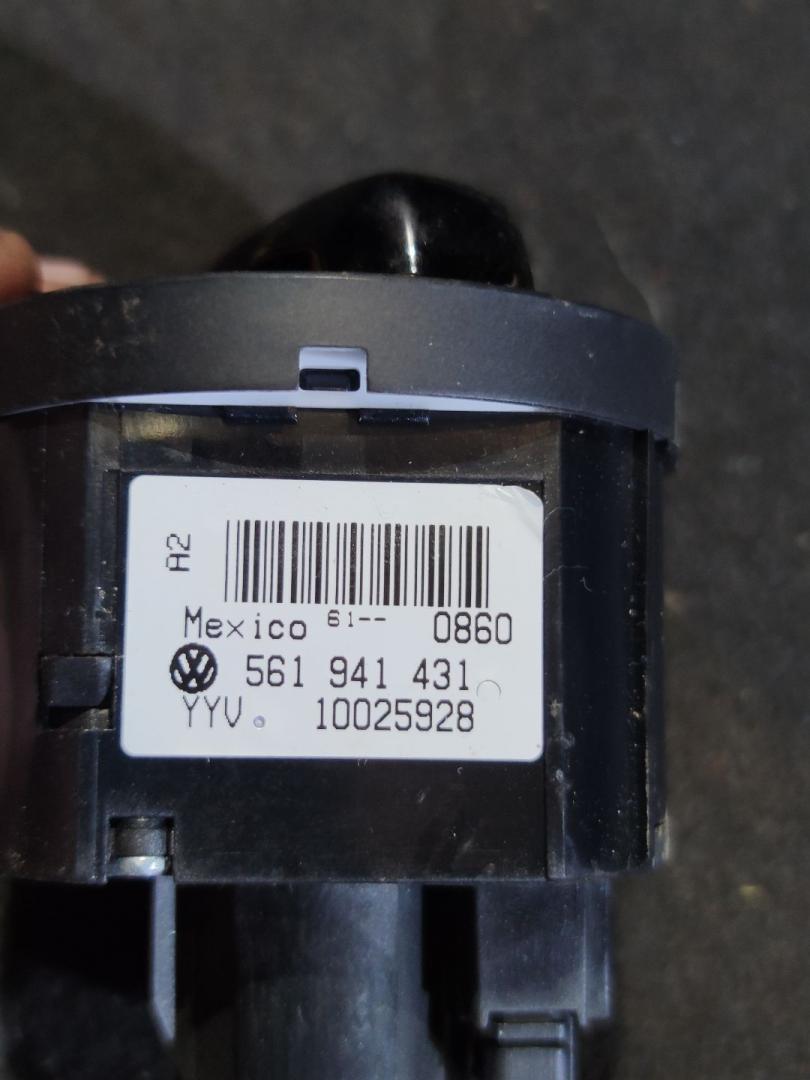 A2
Mexico 61-- 0860
561 941 431
YYV 10025928